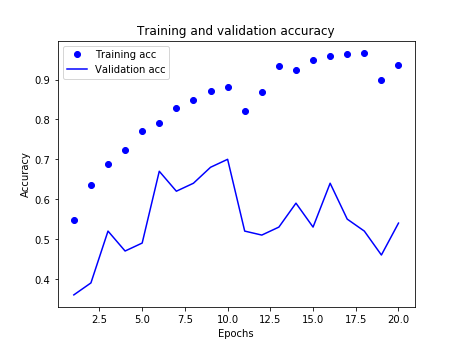 Training and validation accuracy
Training acc
Validation acc
0.9
0.8
0.7
0.6
0.5
0.4
Accuracy
2.5 5.0 7.5 10.0 12.5 15.0 17.5 20.0
Epochs